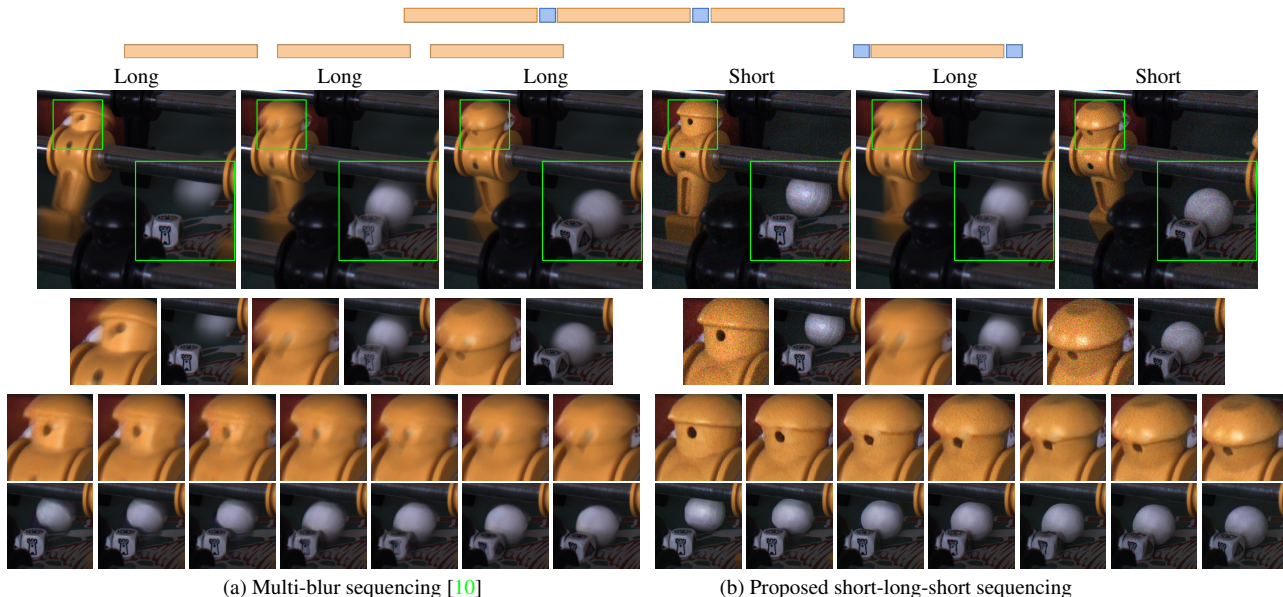 Long Long Long Short Long Short
(a) Multi-blur sequencing [10]
(b) Proposed short-long-short sequencing